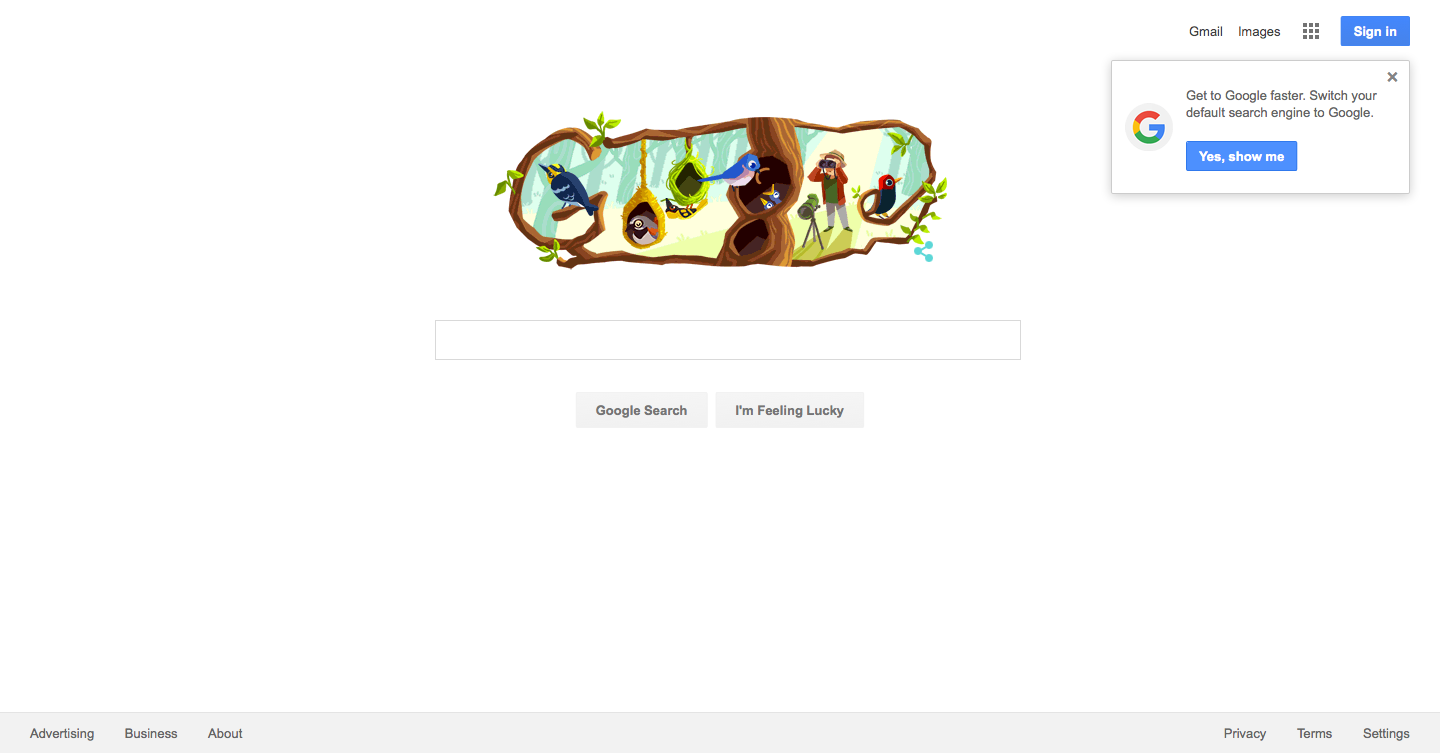 Gmail Images Sign in
Get to Google faster. Switch your
default search engine to Google.
Yes, show me
Google Search I'm Feeling Lucky
Advertising Business About Privacy Terms Settings